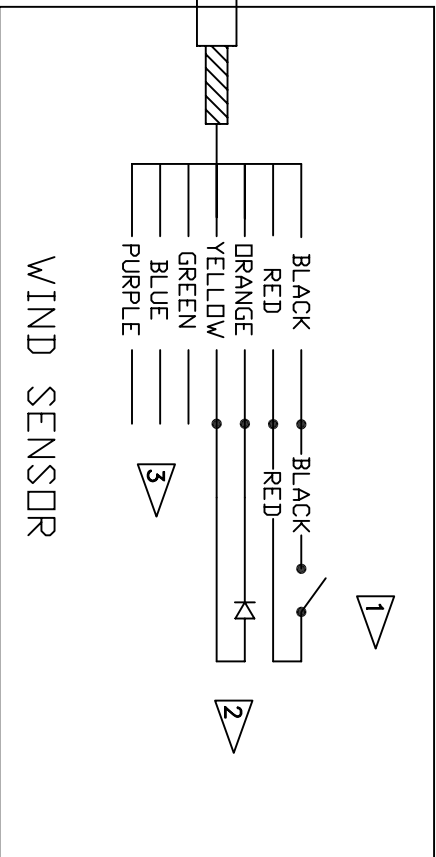 BLACK
RED
ORANGE
YELLOW
GREEN
BLUE
PURPLE
BLACK
RED
1
2
3
WIND SENSOR